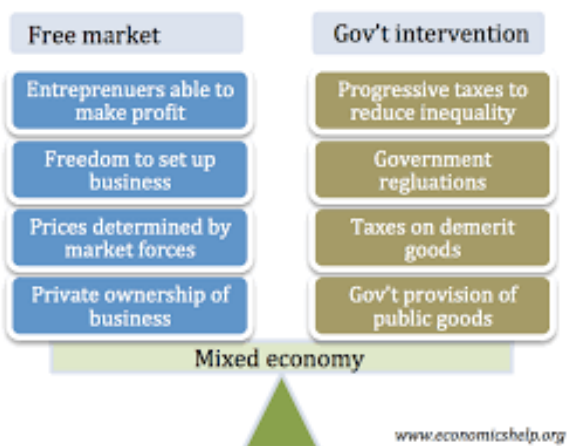 Free market
Entreprenuers able to
make profit
Freedom to set up
business
Prices determined by
market forces
Private ownership of
business
Gov't intervention
Progressive taxes to
reduce inequality
Government
regluations
Taxes on demerit
goods
Gov't provision of
public goods
Mixed economy
www.economicshelp.org